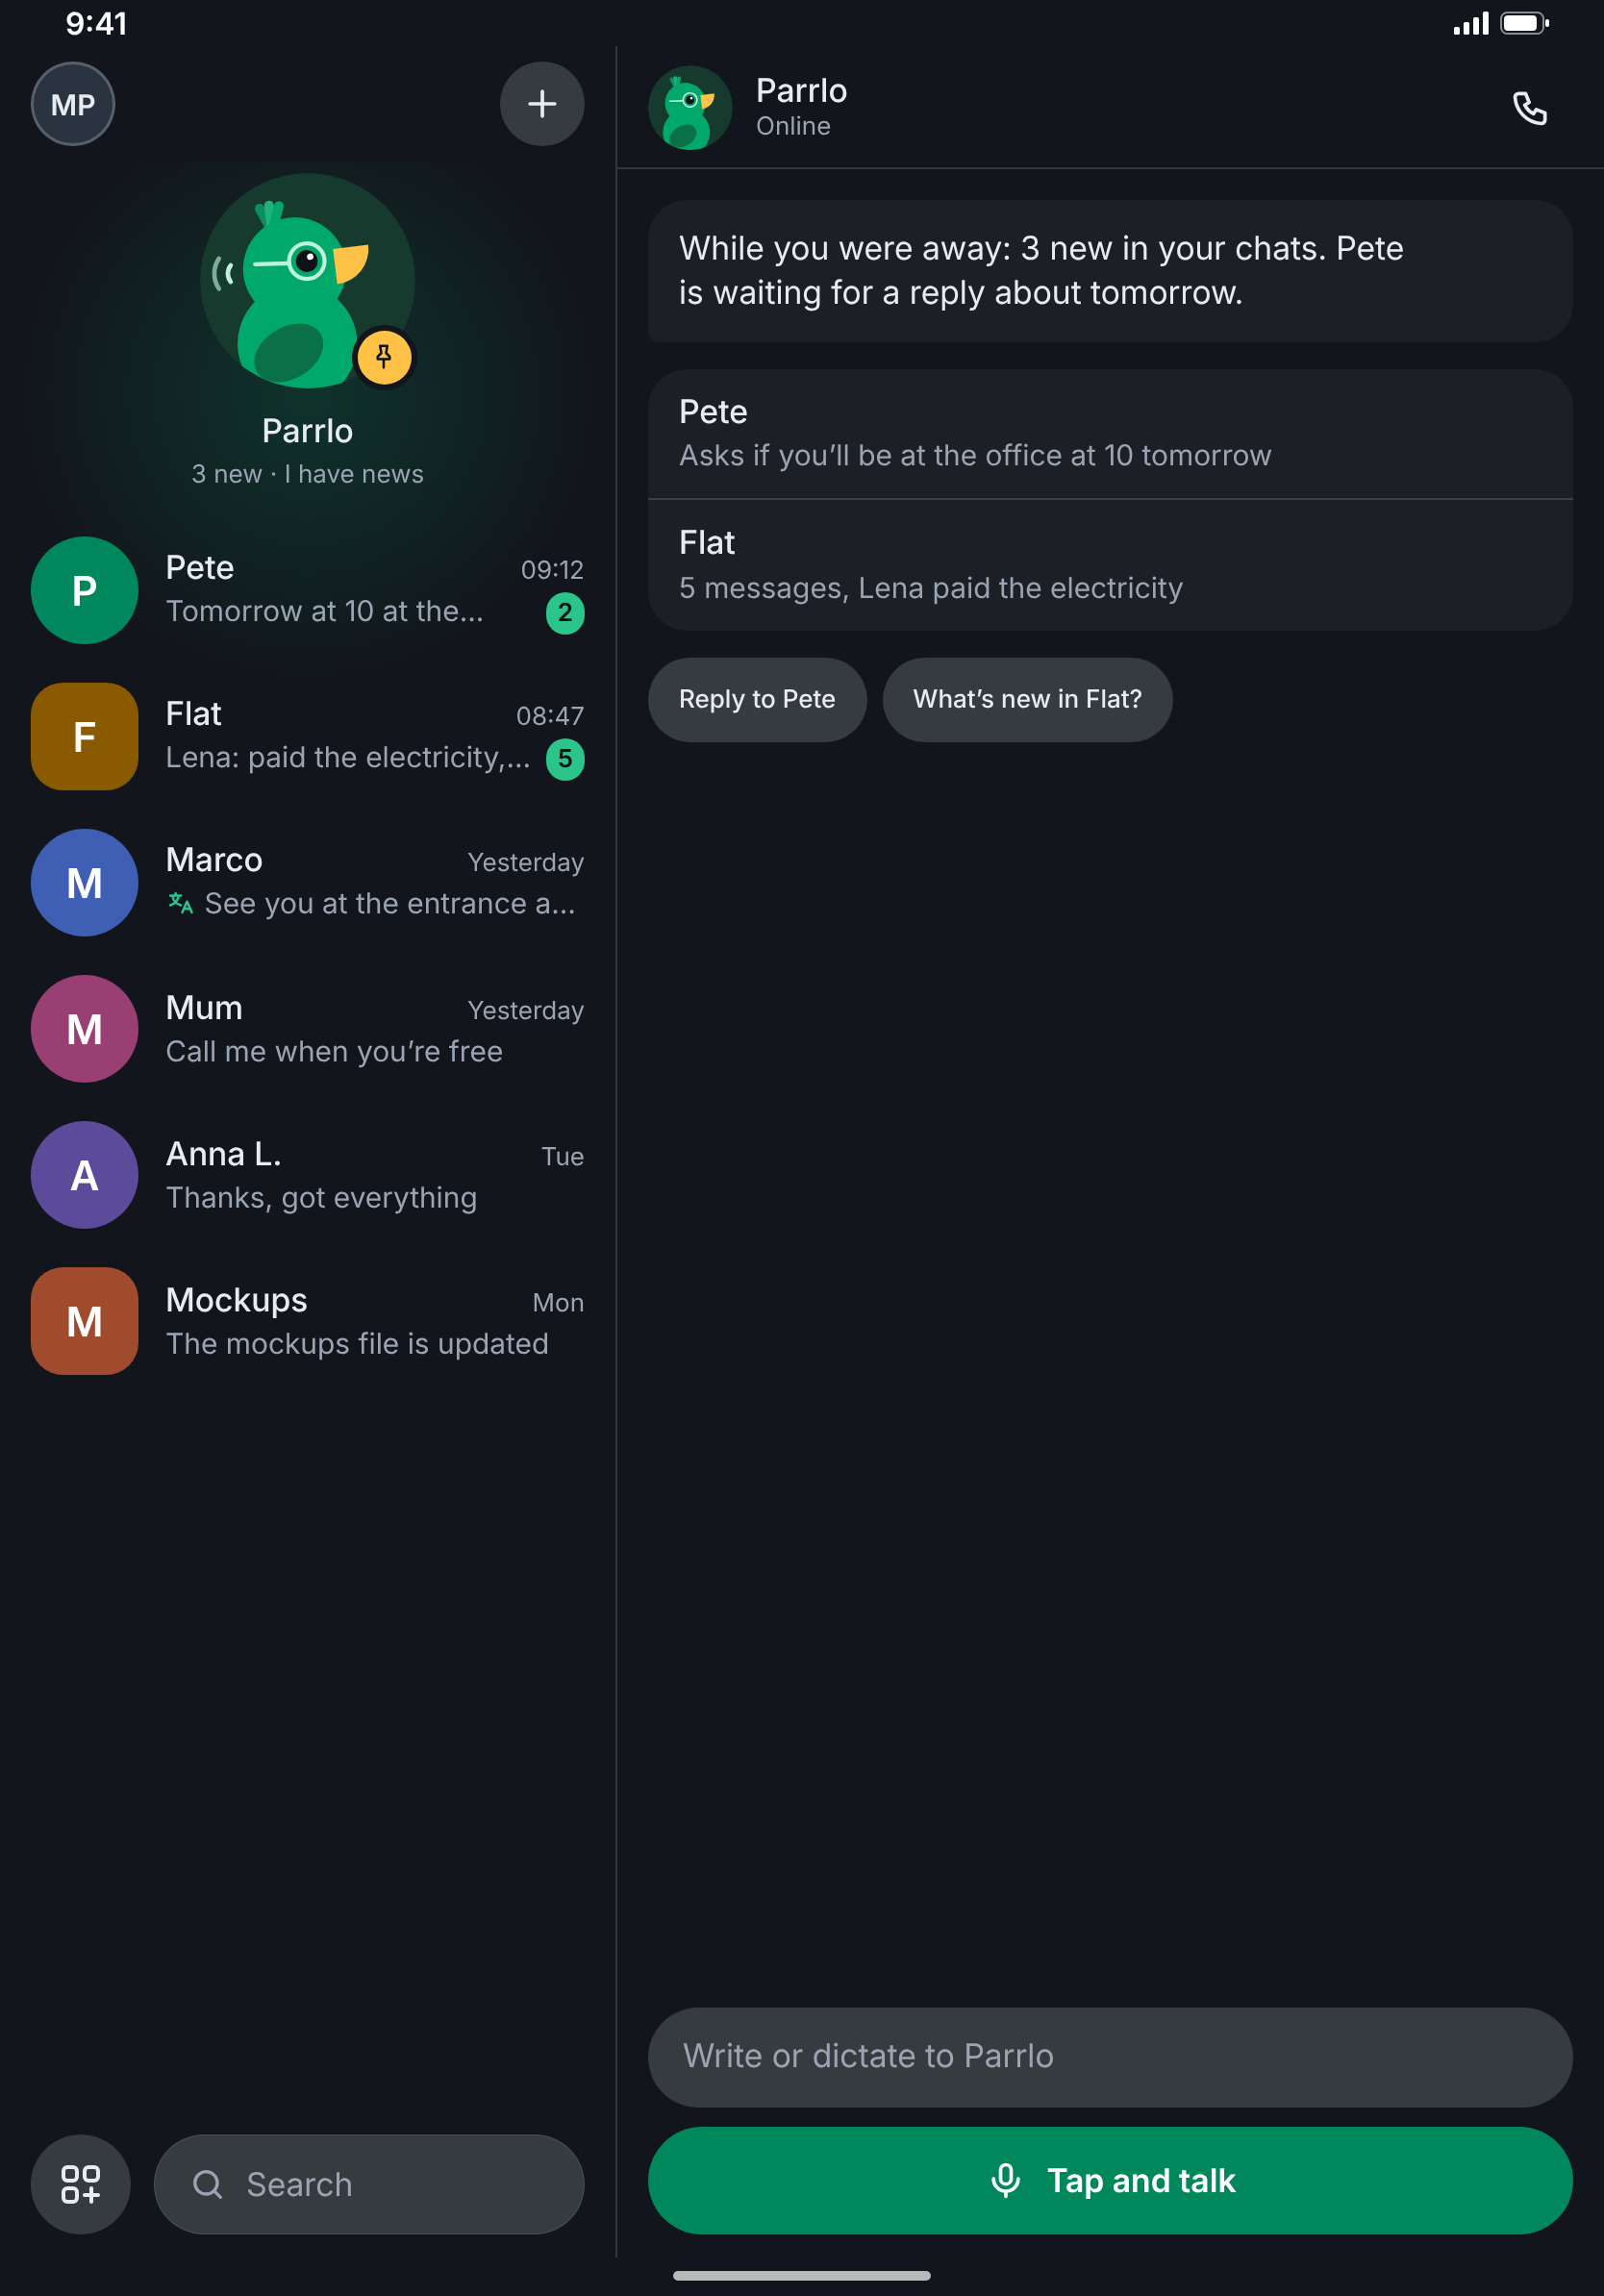 9:41
MP
Parrlo
3 new · I have news
P
Pete
09:12
Tomorrow at 10 at the...
2
F
Flat
08:47
Lena: paid the electricity,...
5
M
Marco
Yesterday
See you at the entrance a...
M
Mum
Yesterday
Call me when you’re free
A
Anna L.
Tue
Thanks, got everything
M
Mockups
Mon
The mockups file is updated
Search
Parrlo
Online
While you were away: 3 new in your chats. Pete
is waiting for a reply about tomorrow.
Pete
Asks if you’ll be at the office at 10 tomorrow
Flat
5 messages, Lena paid the electricity
Reply to Pete
What’s new in Flat?
Write or dictate to Parrlo
Tap and talk